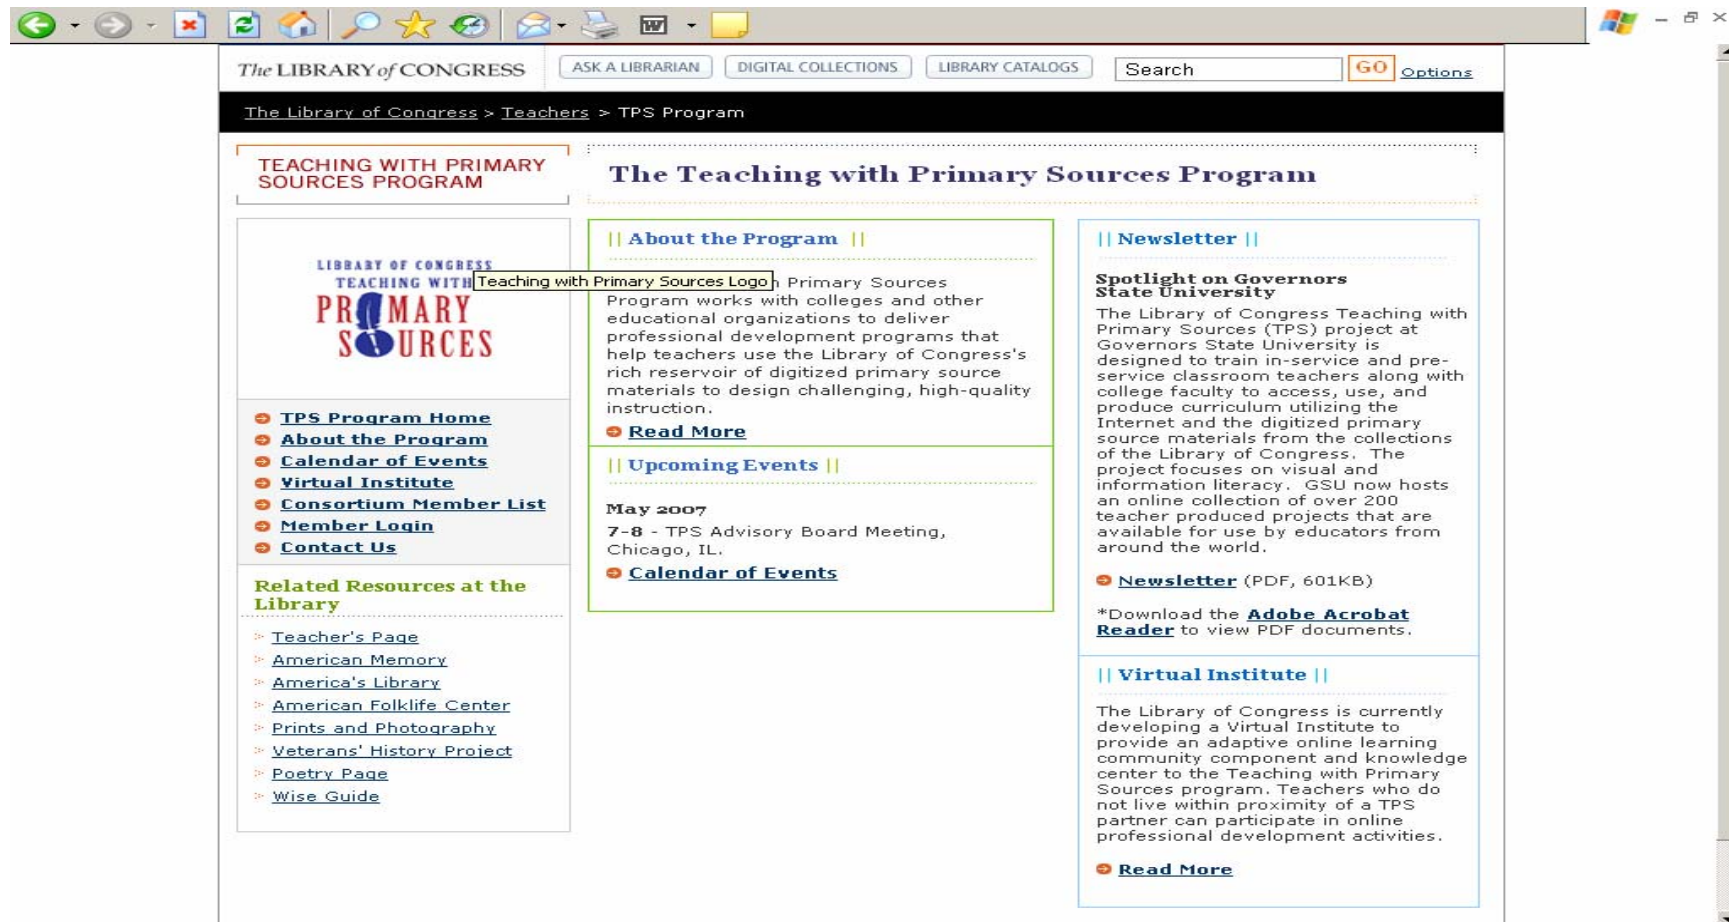 The LIBRARY of CONGRESS
ASK A LIBRARIAN
DIGITAL COLLECTIONS
LIBRARY CATALOGS
Search
GO
Options
The Library of Congress > Teachers > TPS Program
TEACHING WITH PRIMARY
SOURCES PROGRAM
The Teaching with Primary Sources Program
LIBRARY OF CONGRESS
TEACHING WITH
PRIMARY
SOURCES
Teaching with Primary Sources Logo
TPS Program Home
About the Program
Calendar of Events
Virtual Institute
Consortium Member List
Member Login
Contact Us
Related Resources at the
Library
Teacher's Page
American Memory
America's Library
American Folklife Center
Prints and Photography
Veterans' History Project
Poetry Page
Wise Guide
|| About the Program ||
Primary Sources
Program works with colleges and other
educational organizations to deliver
professional development programs that
help teachers use the Library of Congress's
rich reservoir of digitized primary source
materials to design challenging, high-quality
instruction.
Read More
|| Upcoming Events ||
May 2007
7-8 - TPS Advisory Board Meeting,
Chicago, IL.
Calendar of Events
|| Newsletter ||
Spotlight on Governors
State University
The Library of Congress Teaching with
Primary Sources (TPS) project at
Governors State University is
designed to train in-service and pre-
service classroom teachers along with
college faculty to access, use, and
produce curriculum utilizing the
Internet and the digitized primary
source materials from the collections
of the Library of Congress. The
project focuses on visual and
information literacy. GSU now hosts
an online collection of over 200
teacher produced projects that are
available for use by educators from
around the world.
Newsletter (PDF, 601KB)
*Download the Adobe Acrobat
Reader to view PDF documents.
|| Virtual Institute ||
The Library of Congress is currently
developing a Virtual Institute to
provide an adaptive online learning
community component and knowledge
center to the Teaching with Primary
Sources program. Teachers who do
not live within proximity of a TPS
partner can participate in online
professional development activities.
Read More